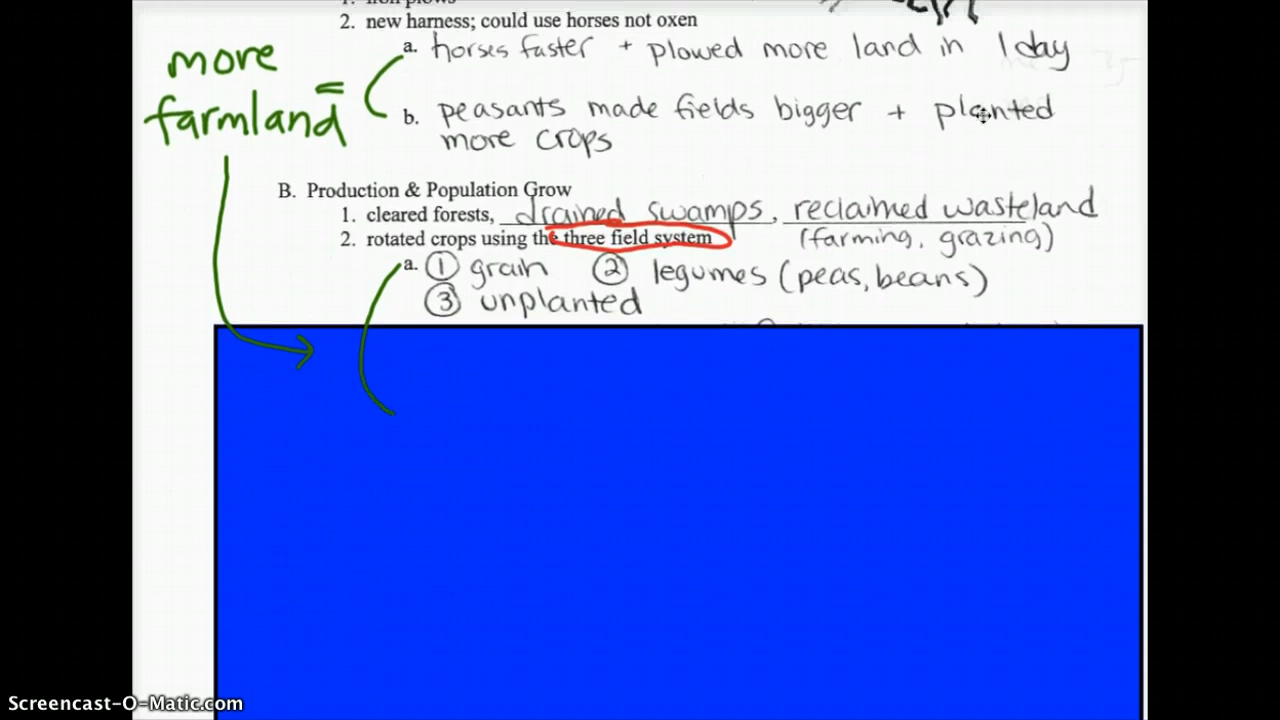 2. new harness; could use horses not oxen
a. horses faster + plowed more land in 1 day
more
farmland =
b. peasants made fields bigger + planted
more crops
B. Production & Population Grow
1. cleared forests, drained swamps, reclaimed wasteland
(farming, grazing)
2. rotated crops using the three field system
a. ① grain ② legumes (peas, beans)
③ unplanted
Screencast-O-Matic.com